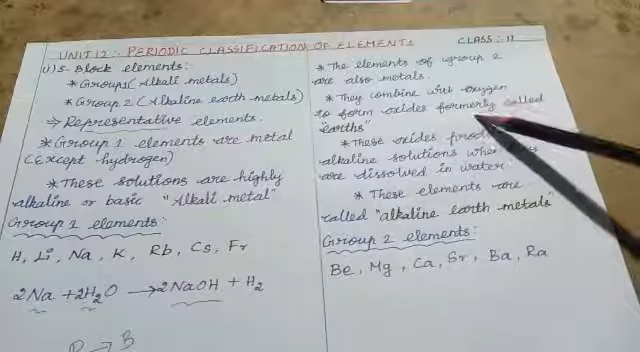 UNIT 12:- PERIODIC CLASSIFICATION OF ELEMENTS
CLASS:- 11
(i) S-Block elements:-
* Group 1 (Alkali metals)
* Group 2 (Alkaline earth metals)
⇒ Representative elements.
* Group 1 elements are metal
(Except hydrogen)
* These solutions are highly
alkaline or basic "Alkali metal"
Group 1 elements:
H, Li, Na, K, Rb, Cs, Fr
2Na + 2H2O → 2NaOH + H2
B
* The elements of group 2
are also metals.
* They combine with oxygen
to form oxides formerly called
"earths"
* These oxides
alkaline solutions
are dissolved in water.
* These elements are
called "alkaline earth metals"
Group 2 elements:
Be, Mg, Ca, Sr, Ba, Ra